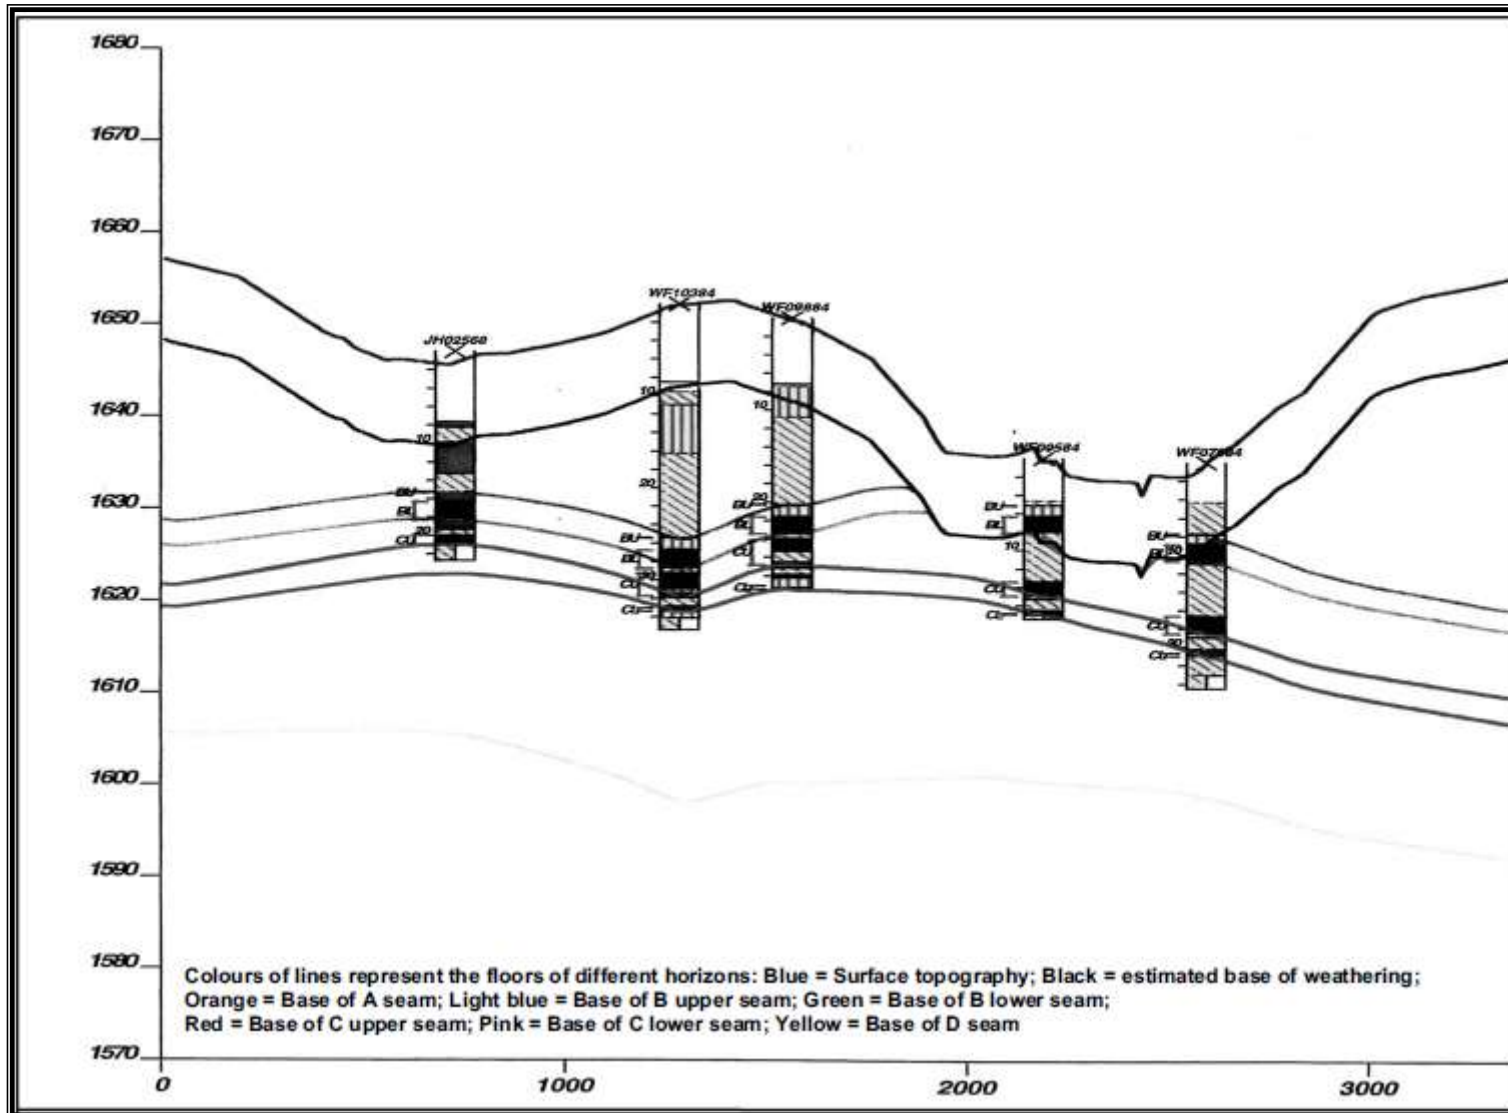 1680
1670
1660
1650
1640
1630
1620
1610
1600
1590
1580
1570
JH02568
10
BU
BL
20
CU
WF10384
10
20
BU
BL
30
CU
CL
10
20
BU
BL
CU
CL
BU
BL
10
CU
CL
BU
BL
10
CU
20
CL
Colours of lines represent the floors of different horizons: Blue = Surface topography; Black = estimated base of weathering;
Orange = Base of A seam; Light blue = Base of B upper seam; Green = Base of B lower seam;
Red = Base of C upper seam; Pink = Base of C lower seam; Yellow = Base of D seam
0
1000
2000
3000